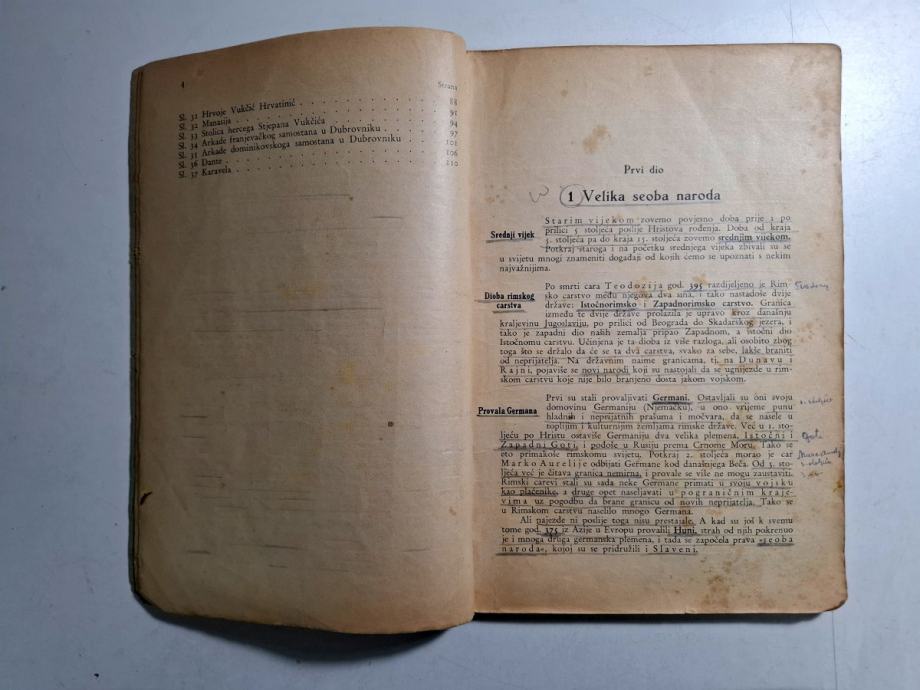 4
Strana
Sl. 31 Hrvoje Vukčić Hrvatinić . . . . . . . . . . 88
Sl. 32 Manasija . . . . . . . . . . 91
Sl. 33 Stolica hercega Stjepana Vukčića . . . . . . . . . . 94
Sl. 34 Arkade franjevačkog samostana u Dubrovniku . . . . . 97
Sl. 35 Arkade dominikovskoga samostana u Dubrovniku . . . . 101
Sl. 36 Dante . . . . . . . . . . 106
Sl. 37 Karavela . . . . . . . . . . 110
Prvi dio
1 Velika seoba naroda
Srednji vijek
Starim vijekom zovemo povjesno doba prije i po
prilici 5 stoljeća poslije Hristova rođenja. Doba od kraja
5. stoljeća pa do kraja 15. stoljeća zovemo srednjim vijekom.
Potkraj staroga i na početku srednjega vijeka zbivali su se
u svijetu mnogi znameniti događaji od kojih ćemo se upoznati s nekim
najvažnijima.
Dioba rimskog
carstva
Po smrti cara Teodozija god. 395 razdijeljeno je Rim-
sko carstvo među njegova dva sina, i tako nastadoše dvije
države: Istočnorimsko i Zapadnorimsko carstvo. Granica
između te dvije države prolazila je upravo kroz današnju
kraljevinu Jugoslaviju, po prilici od Beograda do Skadarskog jezera, i
tako je zapadni dio naših zemalja pripao Zapadnom, a istočni dio
Istočnomu carstvu. Učinjena je ta dioba iz više razloga, ali osobito zbog
toga što se držalo da će se ta dva carstva, svako za sebe, lakše braniti
od neprijatelja. Na državnim naime granicama, tj. na Dunavu i
Rajni, pojaviše se novi narodi koji su nastojali da se ugnijezde u rim-
skom carstvu koje nije bilo branjeno dosta jakom vojskom.
Provala Germana
Prvi su stali provaljivati Germani. Ostavljali su oni svoju
domovinu Germaniju (Njemačku), u ono vrijeme punu
hladnih i neprijatnih prašuma i močvara, da se nasele u
toplijim i kulturnijim zemljama rimske države. Već u 1. sto-
ljeću po Hristu ostaviše Germaniju dva velika plemena, Istočni i
Zapadni Goti, i podoše u Rusiju prema Crnome Moru. Tako se
eto primakoše rimskomu svijetu. Potkraj 2. stoljeća morao je car
Marko Aurelije odbijati Germane kod današnjega Beča. Od 3. sto-
ljeća već je čitava granica nemirna, i provale se više ne mogu zaustaviti.
Rimski carevi stali su sada neke Germane primati u svoju vojsku
kao plaćenike, a druge opet naseljavati u pograničnim kraje-
vima uz pogodbu da brane granicu od novih neprijatelja. Tako se
u Rimskom carstvu naselilo mnogo Germana.
Ali najezde ni poslije toga nisu prestajale. A kad su još k svemu
tome god. 375 iz Azije u Evropu provalili Huni, strah od njih pokrenuo
je i mnoga druga germanska plemena, i tada se započela prava »seoba
naroda«, kojoj su se pridružili i Slaveni.